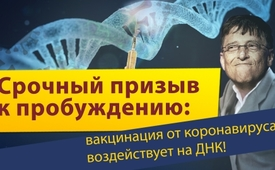 Срочный призыв
к пробуждению:
вакцинация от коронавируса
воздействует на ДНК!